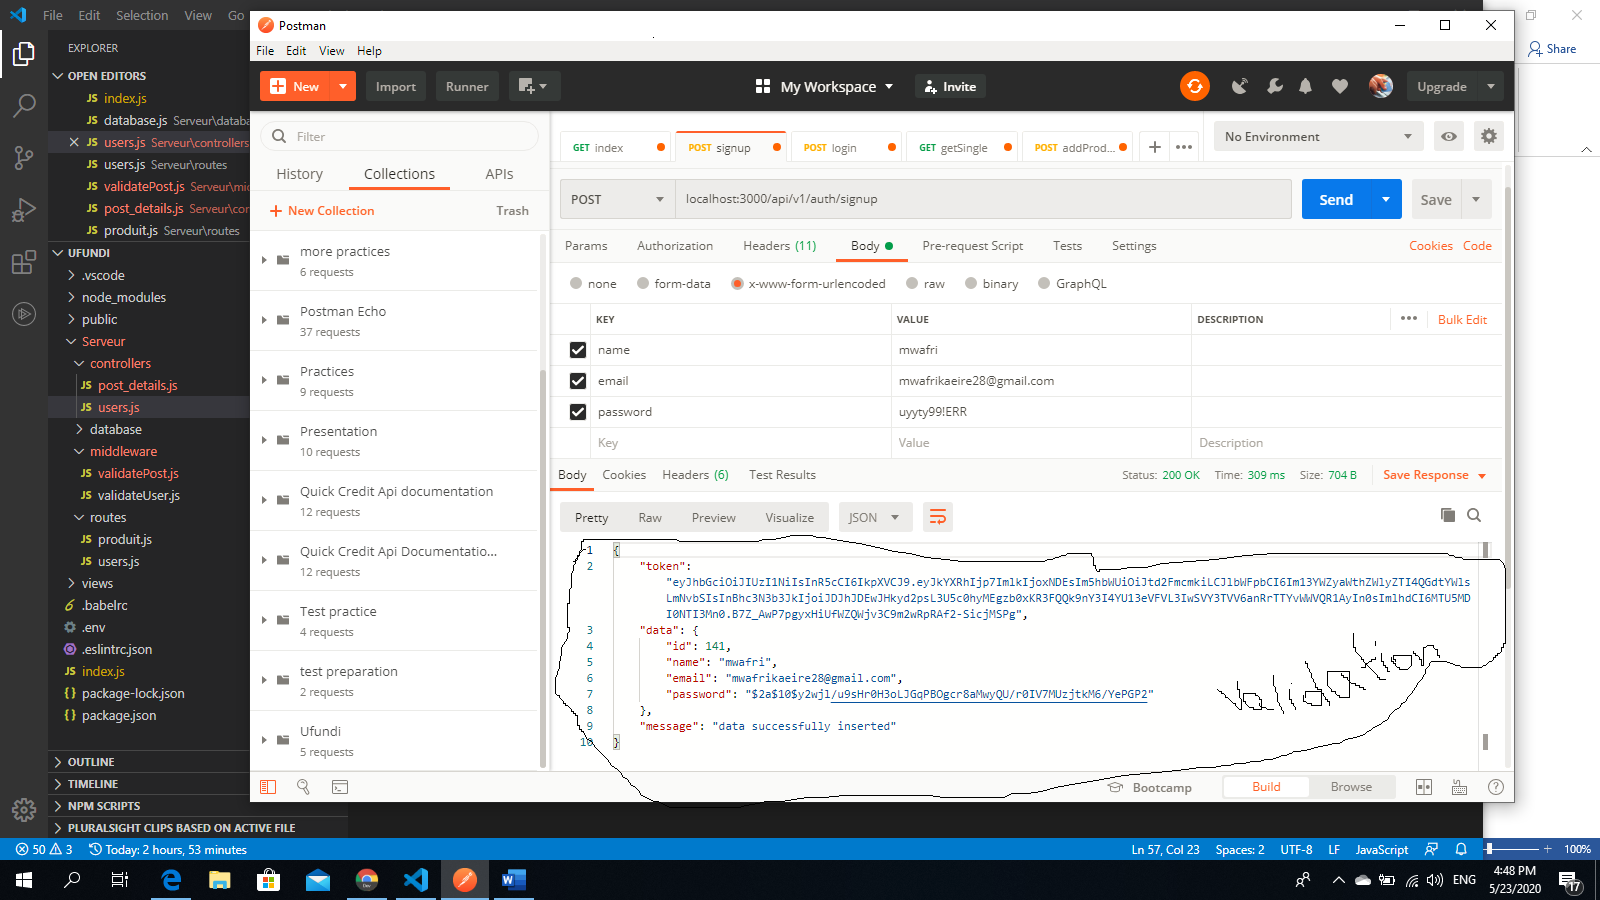 File Edit Selection View Go
Postman
File Edit View Help
Share
New Import Runner My Workspace Invite Upgrade
EXPLORER
OPEN EDITORS
JS index.js
JS database.js Serveur\databa
JS users.js Serveur\controllers
JS users.js Serveur\routes
JS validatePost.js Serveur\mid
JS post_details.js Serveur\cor
JS produit.js Serveur\routes
UFUNDI
.vscode
node_modules
public
Serveur
controllers
JS post_details.js
JS users.js
database
middleware
JS validatePost.js
JS validateUser.js
routes
JS produit.js
JS users.js
views
.babelrc
.env
.eslintrc.json
JS index.js
{} package-lock.json
{} package.json
OUTLINE
TIMELINE
NPM SCRIPTS
PLURALSIGHT CLIPS BASED ON ACTIVE FILE
Filter
History Collections APIs
+ New Collection Trash
more practices
6 requests
Postman Echo
37 requests
Practices
9 requests
Presentation
10 requests
Quick Credit Api documentation
12 requests
Quick Credit Api Documentatio...
12 requests
Test practice
4 requests
test preparation
2 requests
Ufundi
5 requests
GET index POST signup POST login GET getSingle POST addProd... + ••• No Environment
POST localhost:3000/api/v1/auth/signup Send Save
Params Authorization Headers (11) Body Pre-request Script Tests Settings Cookies Code
none form-data x-www-form-urlencoded raw binary GraphQL
KEY VALUE DESCRIPTION ••• Bulk Edit
name mwafri
email mwafrikaeire28@gmail.com
password uyyty99!ERR
Key Value Description
Body Cookies Headers (6) Test Results Status: 200 OK Time: 309 ms Size: 704 B Save Response
Pretty Raw Preview Visualize JSON
1 {
2 "token":
3 "data": {
4 "id": 141,
5 "name": "mwafri",
6 "email": "mwafrikaeire28@gmail.com",
7 "password":
8 },
9 "message": "data successfully inserted"
10 }
validation
Bootcamp Build Browse
50 3 Today: 2 hours, 53 minutes Ln 57, Col 23 Spaces: 2 UTF-8 LF JavaScript 100%
ENG 4:48 PM
5/23/2020 17